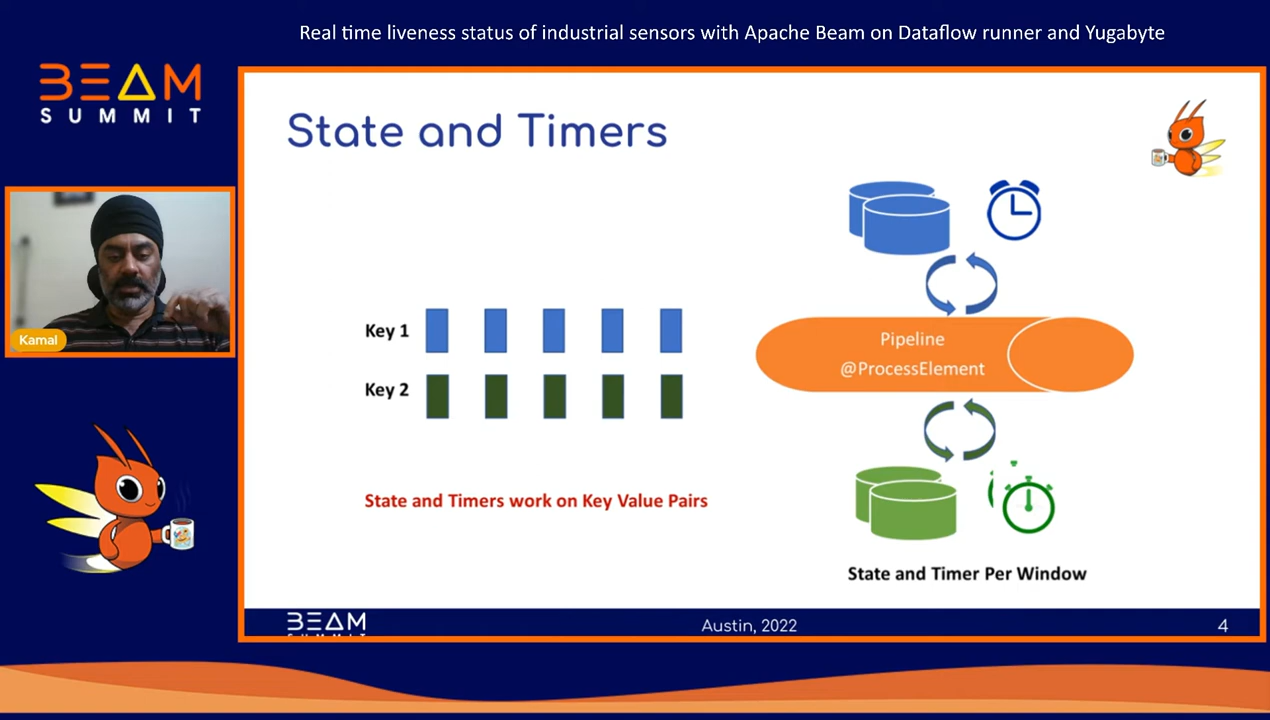 Real time liveness status of industrial sensors with Apache Beam on Dataflow runner and Yugabyte
BEAM
SUMMIT
State and Timers
Kamal
Key 1
Key 2
Pipeline
@ProcessElement
State and Timers work on Key Value Pairs
State and Timer Per Window
BEAM
SUMMIT
Austin, 2022
4